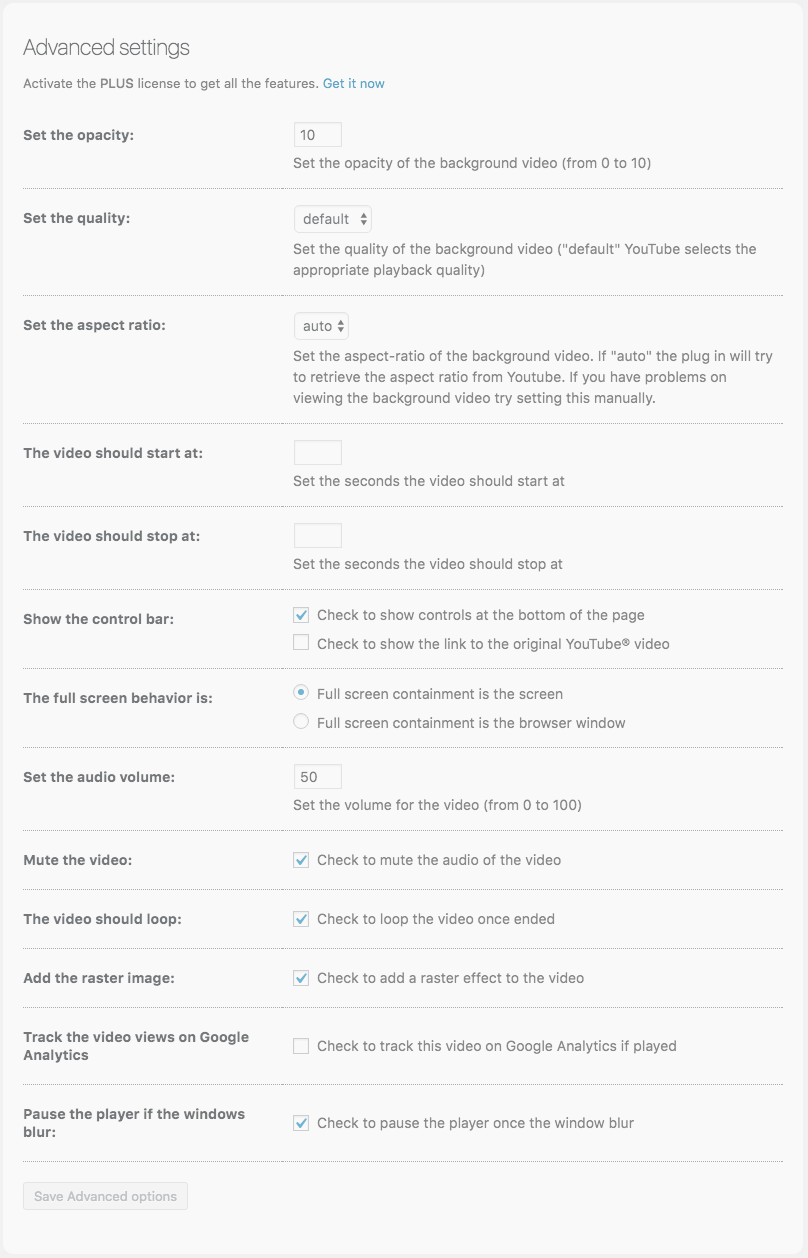 Advanced settings
Activate the PLUS license to get all the features. Get it now
Set the opacity:
10
Set the opacity of the background video (from 0 to 10)
Set the quality:
default
Set the quality of the background video ("default" YouTube selects the
appropriate playback quality)
Set the aspect ratio:
auto
Set the aspect-ratio of the background video. If "auto" the plug in will try
to retrieve the aspect ratio from Youtube. If you have problems on
viewing the background video try setting this manually.
The video should start at:
Set the seconds the video should start at
The video should stop at:
Set the seconds the video should stop at
Show the control bar:
Check to show controls at the bottom of the page
Check to show the link to the original YouTube® video
The full screen behavior is:
Full screen containment is the screen
Full screen containment is the browser window
Set the audio volume:
50
Set the volume for the video (from 0 to 100)
Mute the video:
Check to mute the audio of the video
The video should loop:
Check to loop the video once ended
Add the raster image:
Check to add a raster effect to the video
Track the video views on Google
Analytics
Check to track this video on Google Analytics if played
Pause the player if the windows
blur:
Check to pause the player once the window blur
Save Advanced options